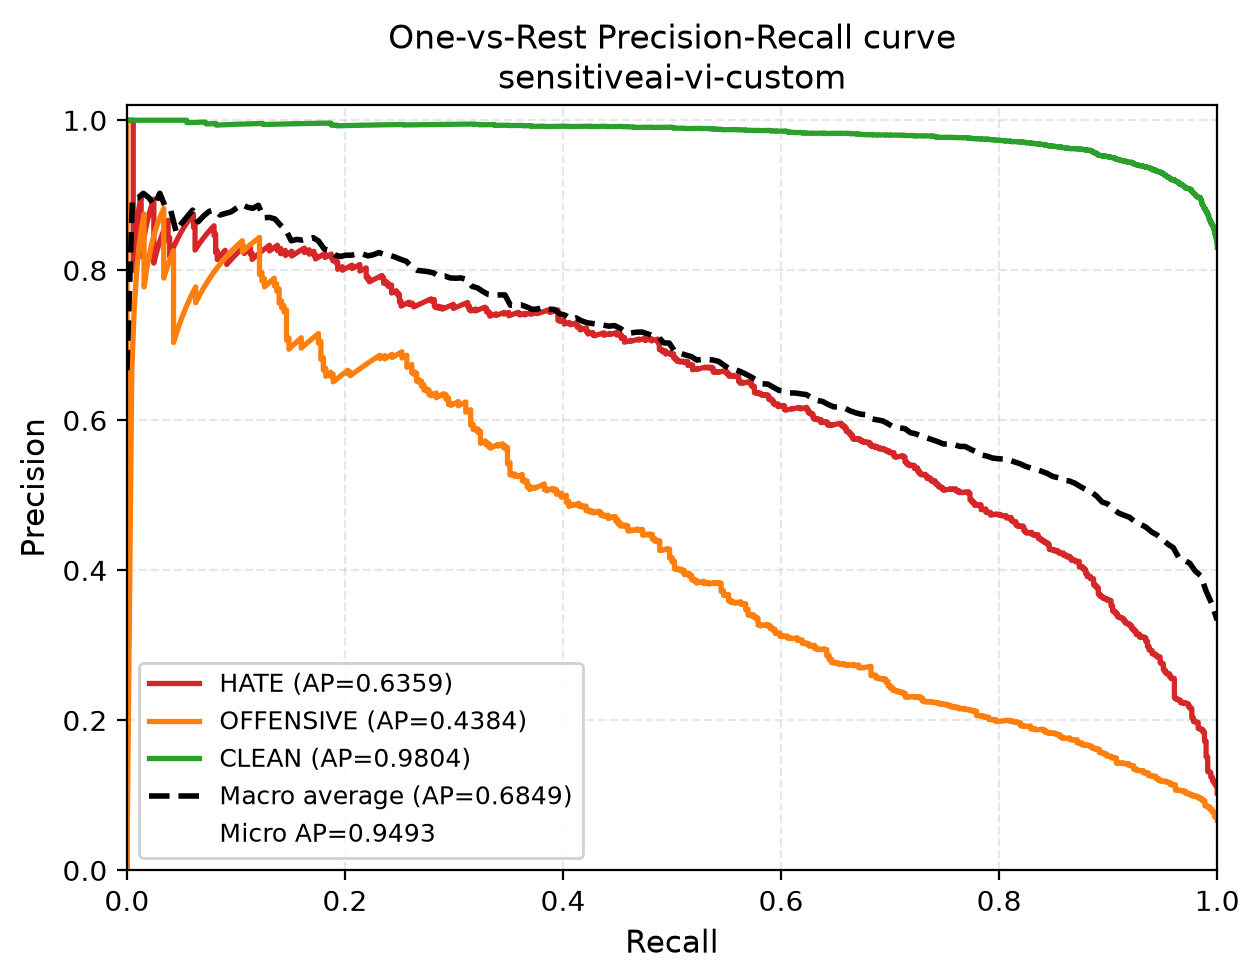 One-vs-Rest Precision-Recall curve
sensitiveai-vi-custom
1.0
0.8
0.6
0.4
0.2
0.0
Precision
HATE (AP=0.6359)
OFFENSIVE (AP=0.4384)
CLEAN (AP=0.9804)
Macro average (AP=0.6849)
Micro AP=0.9493
0.0 0.2 0.4 0.6 0.8 1.0
Recall